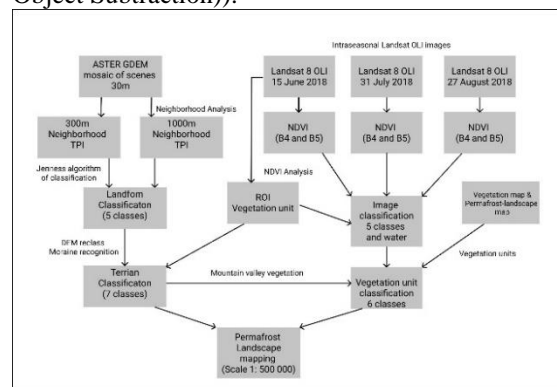 Object Subtraction)).
Intraseasonal Landsat OLI images
ASTER GDEM
mosaic of scenes
30m
Landsat 8 OLI
15 June 2018
Landsat 8 OLI
31 July 2018
Landsat 8 OLI
27 August 2018
Neighborhood Analysis
300m
Neighborhood
TPI
1000m
Neighborhood
TPI
NDVI
(B4 and B5)
NDVI
(B4 and B5)
NDVI
(B4 and B5)
Jenness algorithm
of classification
NDVI Analysis
Landfom
Classificaton
(5 classes)
ROI
Vegetation unit
Image
classification
5 classes
and water
Vegetation map &
Permafrost-landscape
map
DEM reclass
Moraine recognition
Vegetation units
Terrian
Classificaton
(7 classes)
Mountain valley vegetation
Vegetation unit
classification
6 classes
Permafrost
Landscape
mapping
(Scale 1: 500 000)